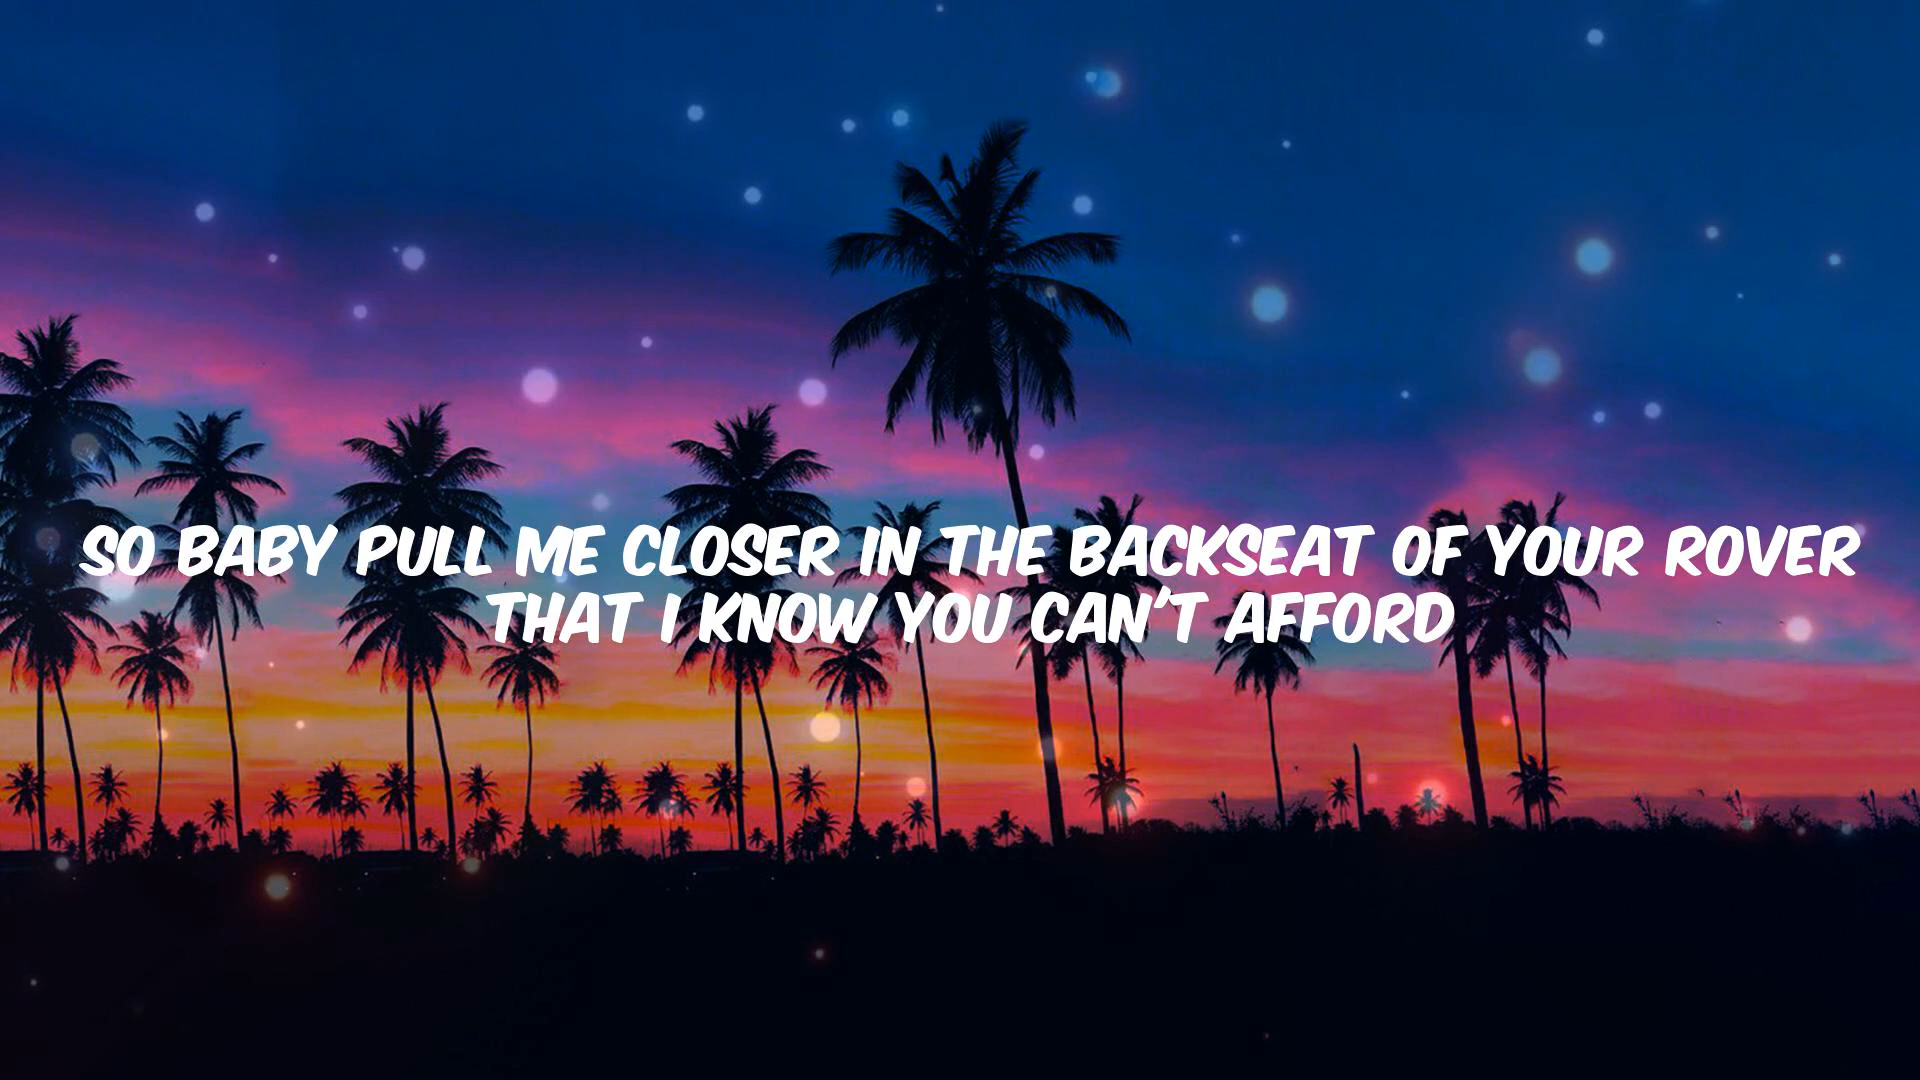 SO BABY PULL ME CLOSER IN THE BACKSEAT OF YOUR ROVER
THAT I KNOW YOU CAN'T AFFORD